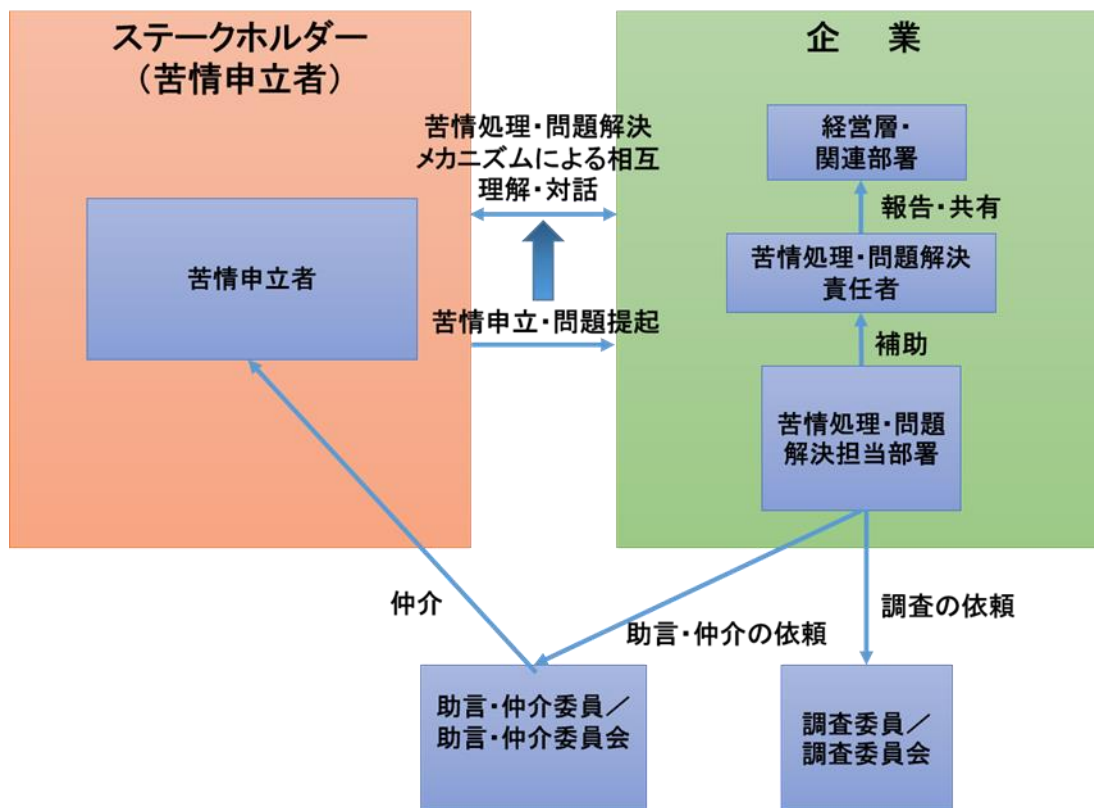 ステークホルダー
（苦情申立者）
企　業
苦情処理・問題解決
メカニズムによる相互
理解・対話
経営層・
関連部署
報告・共有
苦情申立者
苦情処理・問題解決
責任者
苦情申立・問題提起
補助
苦情処理・問題
解決担当部署
仲介
助言・仲介の依頼
調査の依頼
助言・仲介委員／
助言・仲介委員会
調査委員／
調査委員会